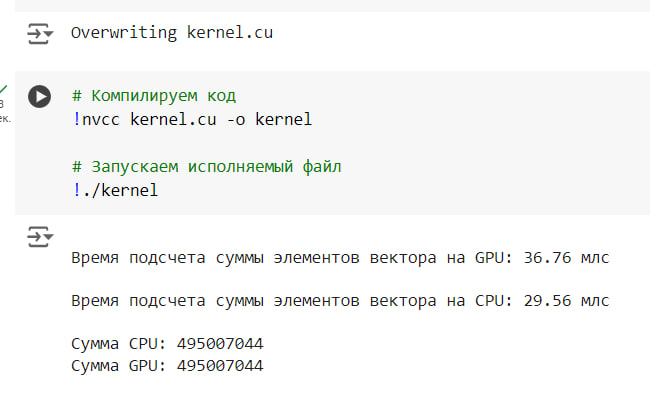 Overwriting kernel.cu
# Компилируем код
!nvcc kernel.cu -o kernel
# Запускаем исполняемый файл
!./kernel
Время подсчета суммы элементов вектора на GPU: 36.76 млс
Время подсчета суммы элементов вектора на CPU: 29.56 млс
Сумма CPU: 495007044
Сумма GPU: 495007044